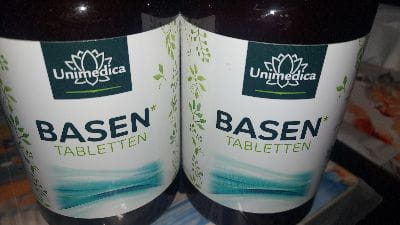 Unimedica
BASEN*
TABLETTEN
Unimedica
BASEN*
TABLETTEN